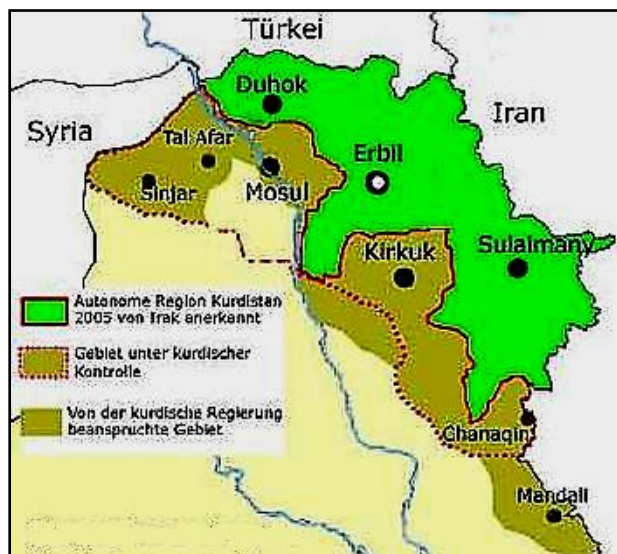 Türkei
Duhok
Iran
Syria
Tal Afar
Erbil
Sinjar
Mosul
Kirkuk
Sulaimany
Autonome Region Kurdistan
2005 von Irak anerkannt
Gebiet unter kurdischer
Kontrolle
Von der kurdische Regierung
beanspruchte Gebiet
Chanaqin
Mandali